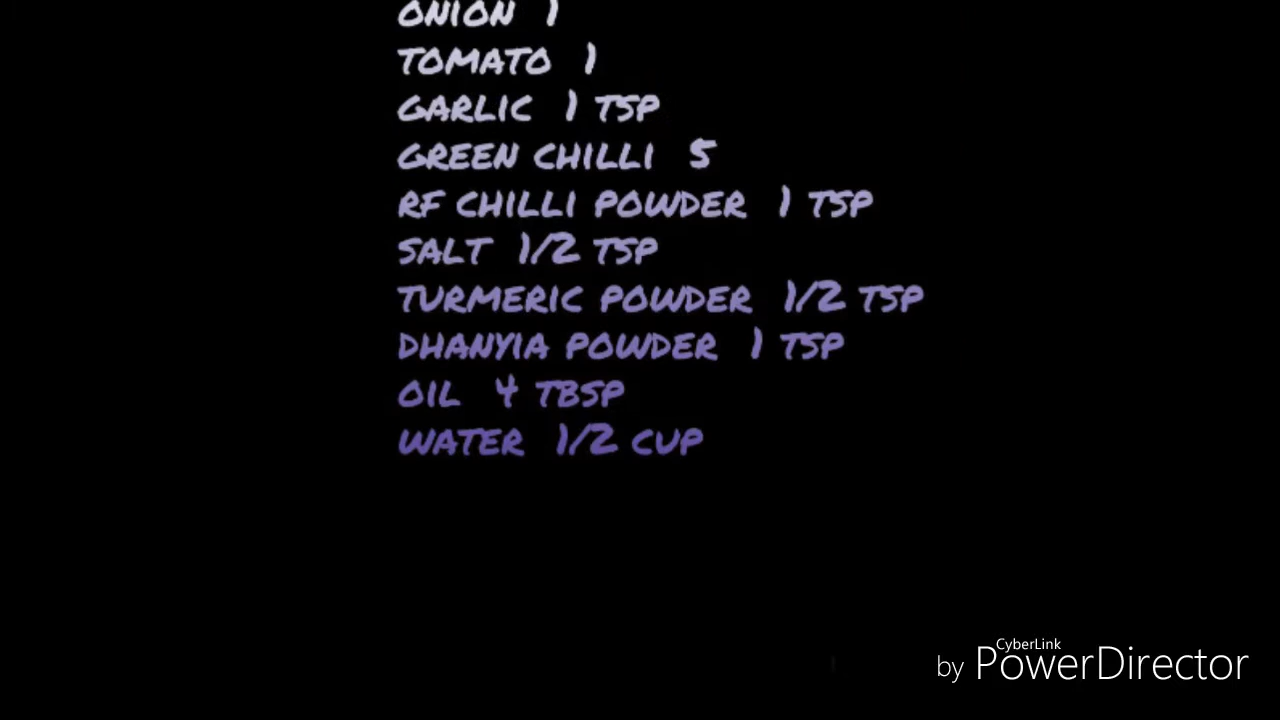 ONION 1
TOMATO 1
GARLIC 1 TSP
GREEN CHILLI 5
RF CHILLI POWDER 1 TSP
SALT 1/2 TSP
TURMERIC POWDER 1/2 TSP
DHANYIA POWDER 1 TSP
OIL 4 TBSP
WATER 1/2 CUP
CyberLink
by PowerDirector